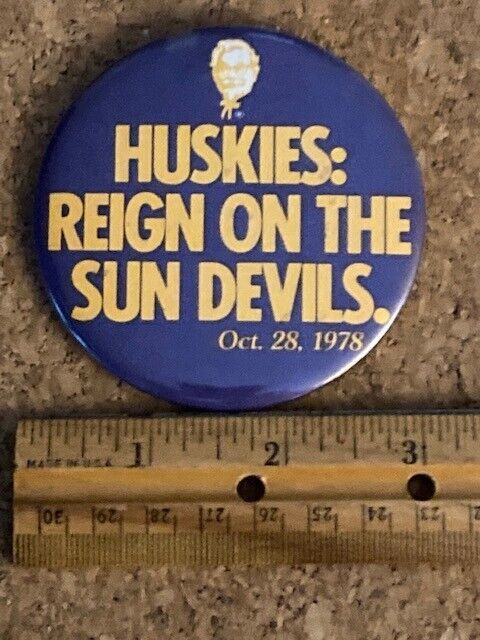 HUSKIES:
REIGN ON THE
SUN DEVILS.
Oct. 28, 1978
1 2 3
MADE IN U.S.A.
30 29 28 27 26 25 24 23